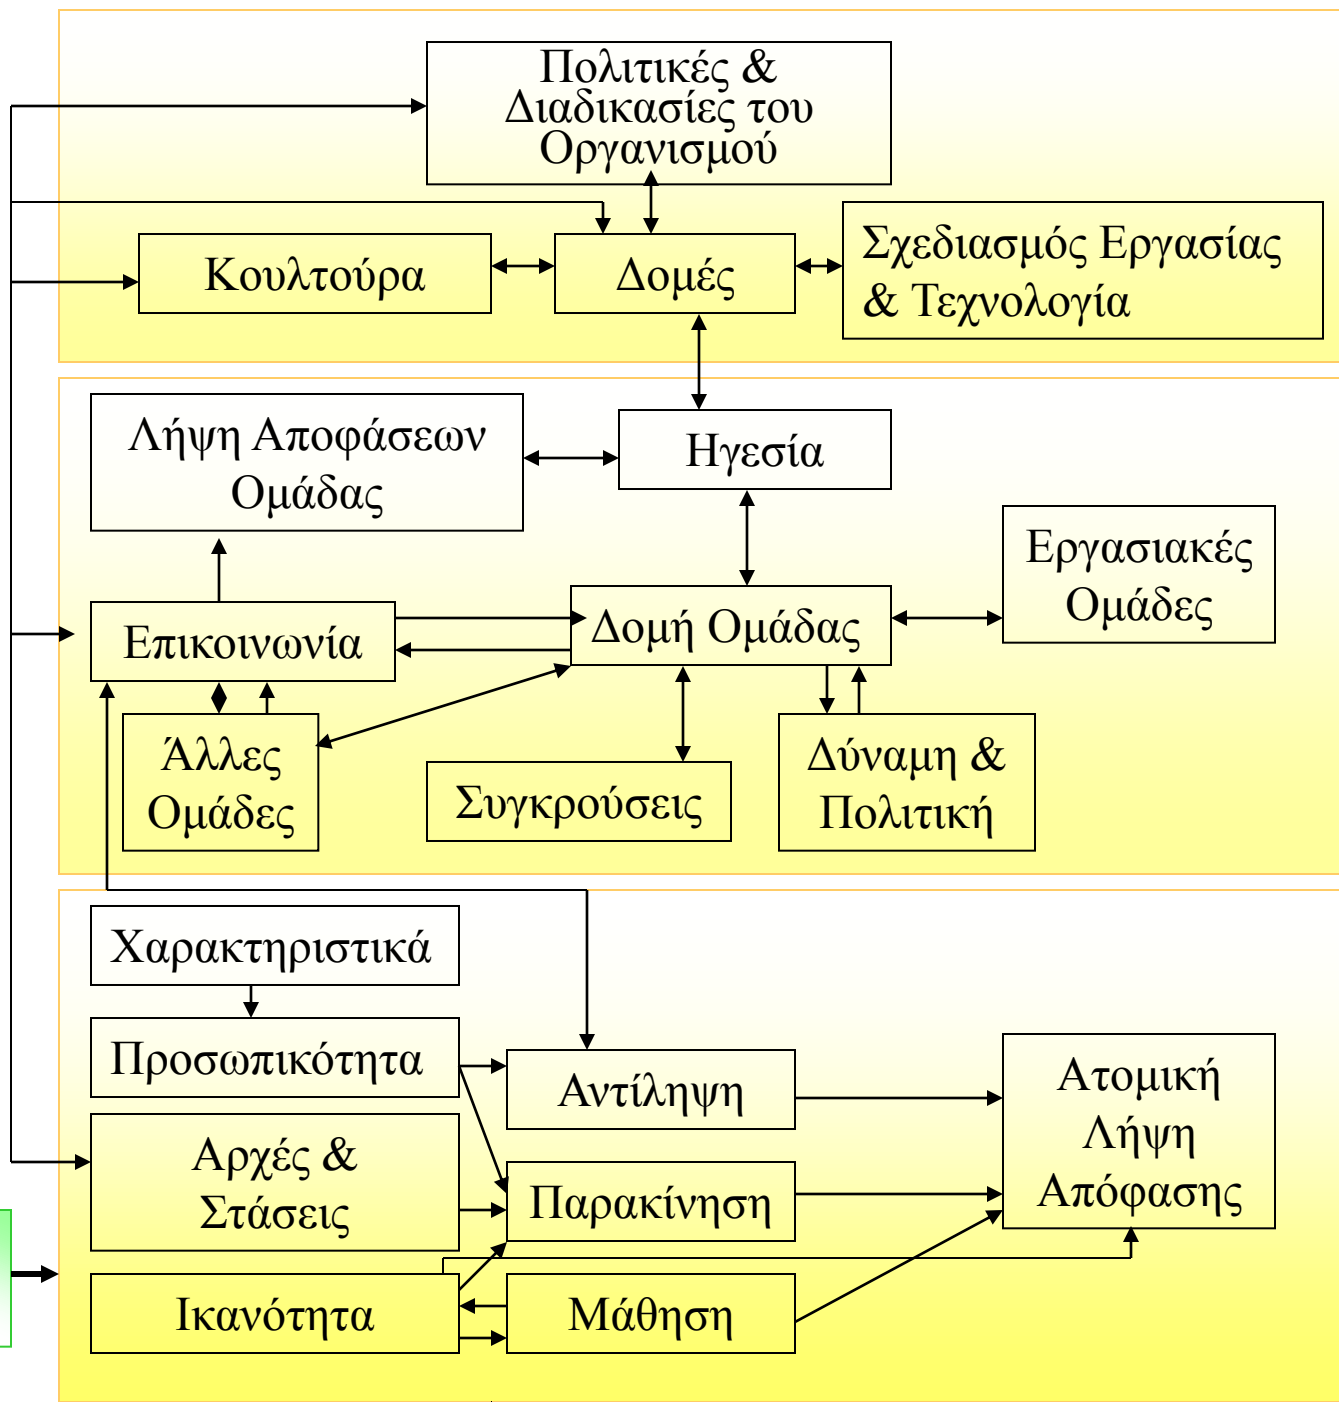 Πολιτικές &
Διαδικασίες του
Οργανισμού
Κουλτούρα
Δομές
Σχεδιασμός Εργασίας
& Τεχνολογία
Λήψη Αποφάσεων
Ομάδας
Ηγεσία
Εργασιακές
Ομάδες
Επικοινωνία
Δομή Ομάδας
Άλλες
Ομάδες
Συγκρούσεις
Δύναμη &
Πολιτική
Χαρακτηριστικά
Προσωπικότητα
Αντίληψη
Ατομική
Λήψη
Απόφασης
Αρχές &
Στάσεις
Παρακίνηση
Ικανότητα
Μάθηση